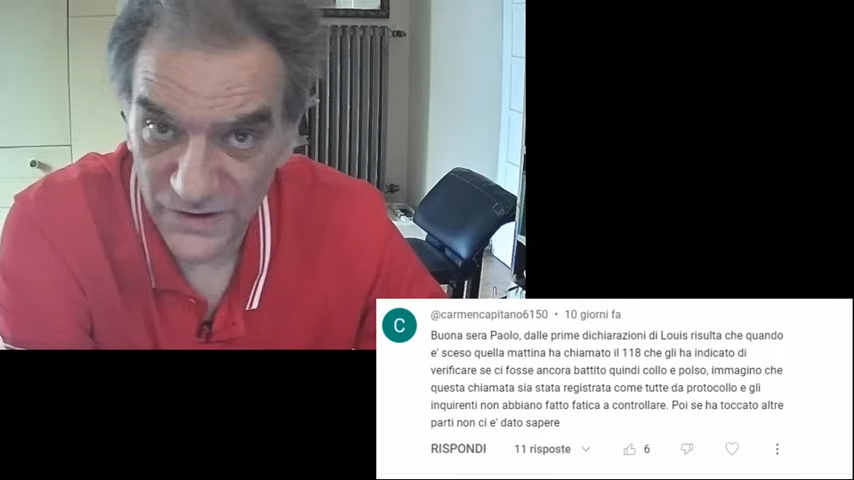 @carmencapitano6150 • 10 giorni fa
C
Buona sera Paolo, dalle prime dichiarazioni di Louis risulta che quando
e' sceso quella mattina ha chiamato il 118 che gli ha indicato di
verificare se ci fosse ancora battito quindi collo e polso, immagino che
questa chiamata sia stata registrata come tutte da protocollo e gli
inquirenti non abbiano fatto fatica a controllare. Poi se ha toccato altre
parti non ci e' dato sapere
RISPONDI 11 risposte 6